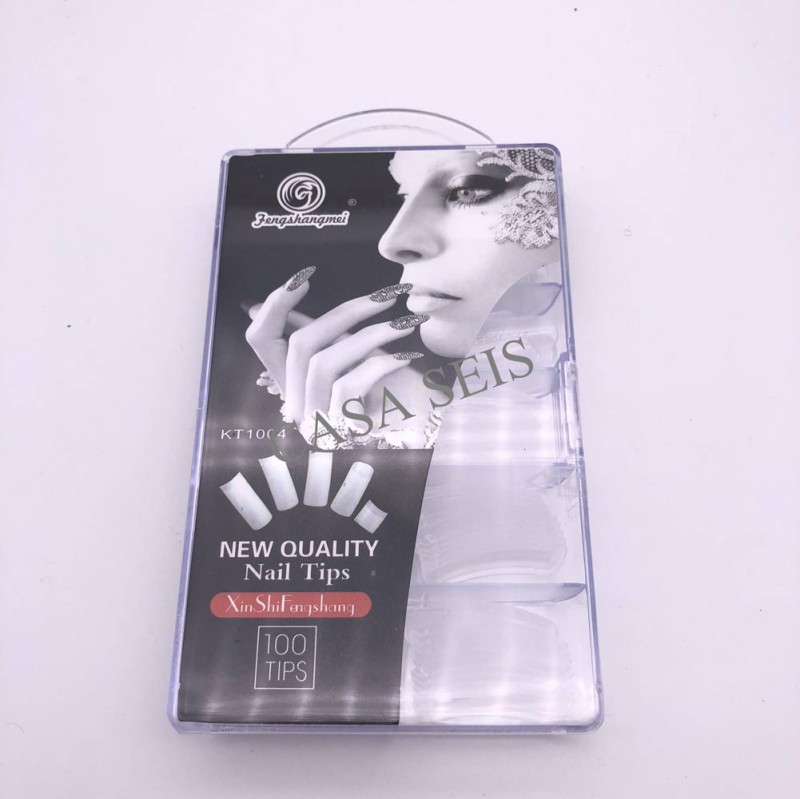 Fengshangmei ®
CASA SEIS
KT1004
NEW QUALITY
Nail Tips
XinShiFengshang
100
TIPS